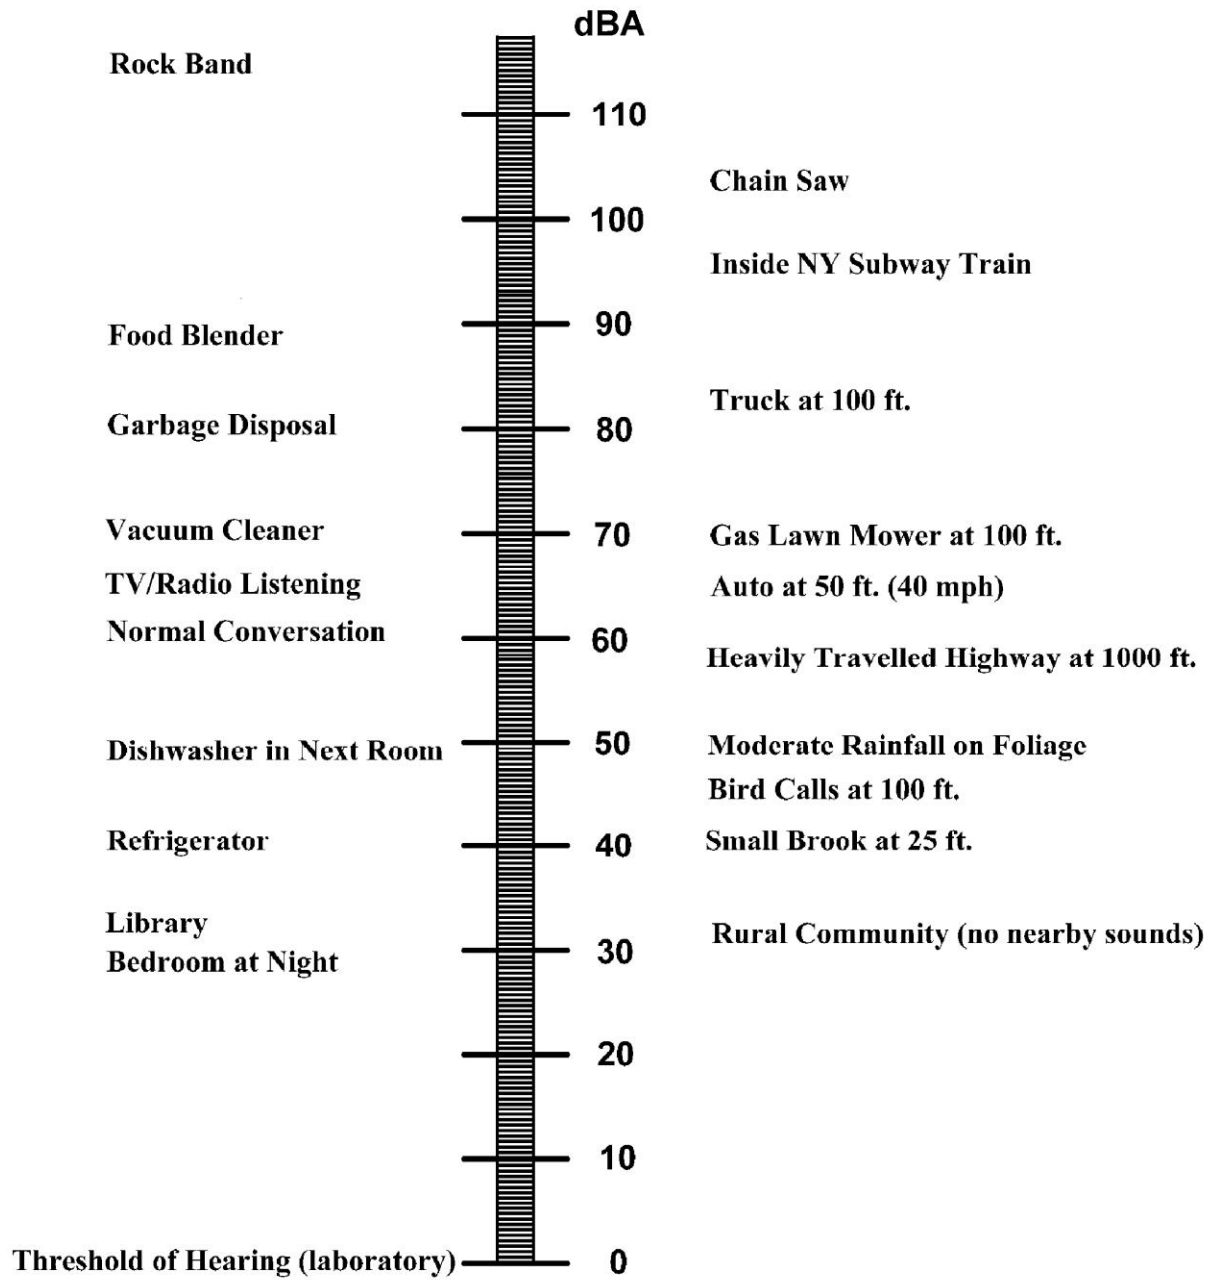 dBA
Rock Band
110
Chain Saw
100
Inside NY Subway Train
90
Food Blender
Truck at 100 ft.
Garbage Disposal
80
Vacuum Cleaner
70
Gas Lawn Mower at 100 ft.
TV/Radio Listening
Auto at 50 ft. (40 mph)
Normal Conversation
60
Heavily Travelled Highway at 1000 ft.
Dishwasher in Next Room
50
Moderate Rainfall on Foliage
Bird Calls at 100 ft.
Refrigerator
40
Small Brook at 25 ft.
Library
Rural Community (no nearby sounds)
30
Bedroom at Night
20
10
Threshold of Hearing (laboratory)
0